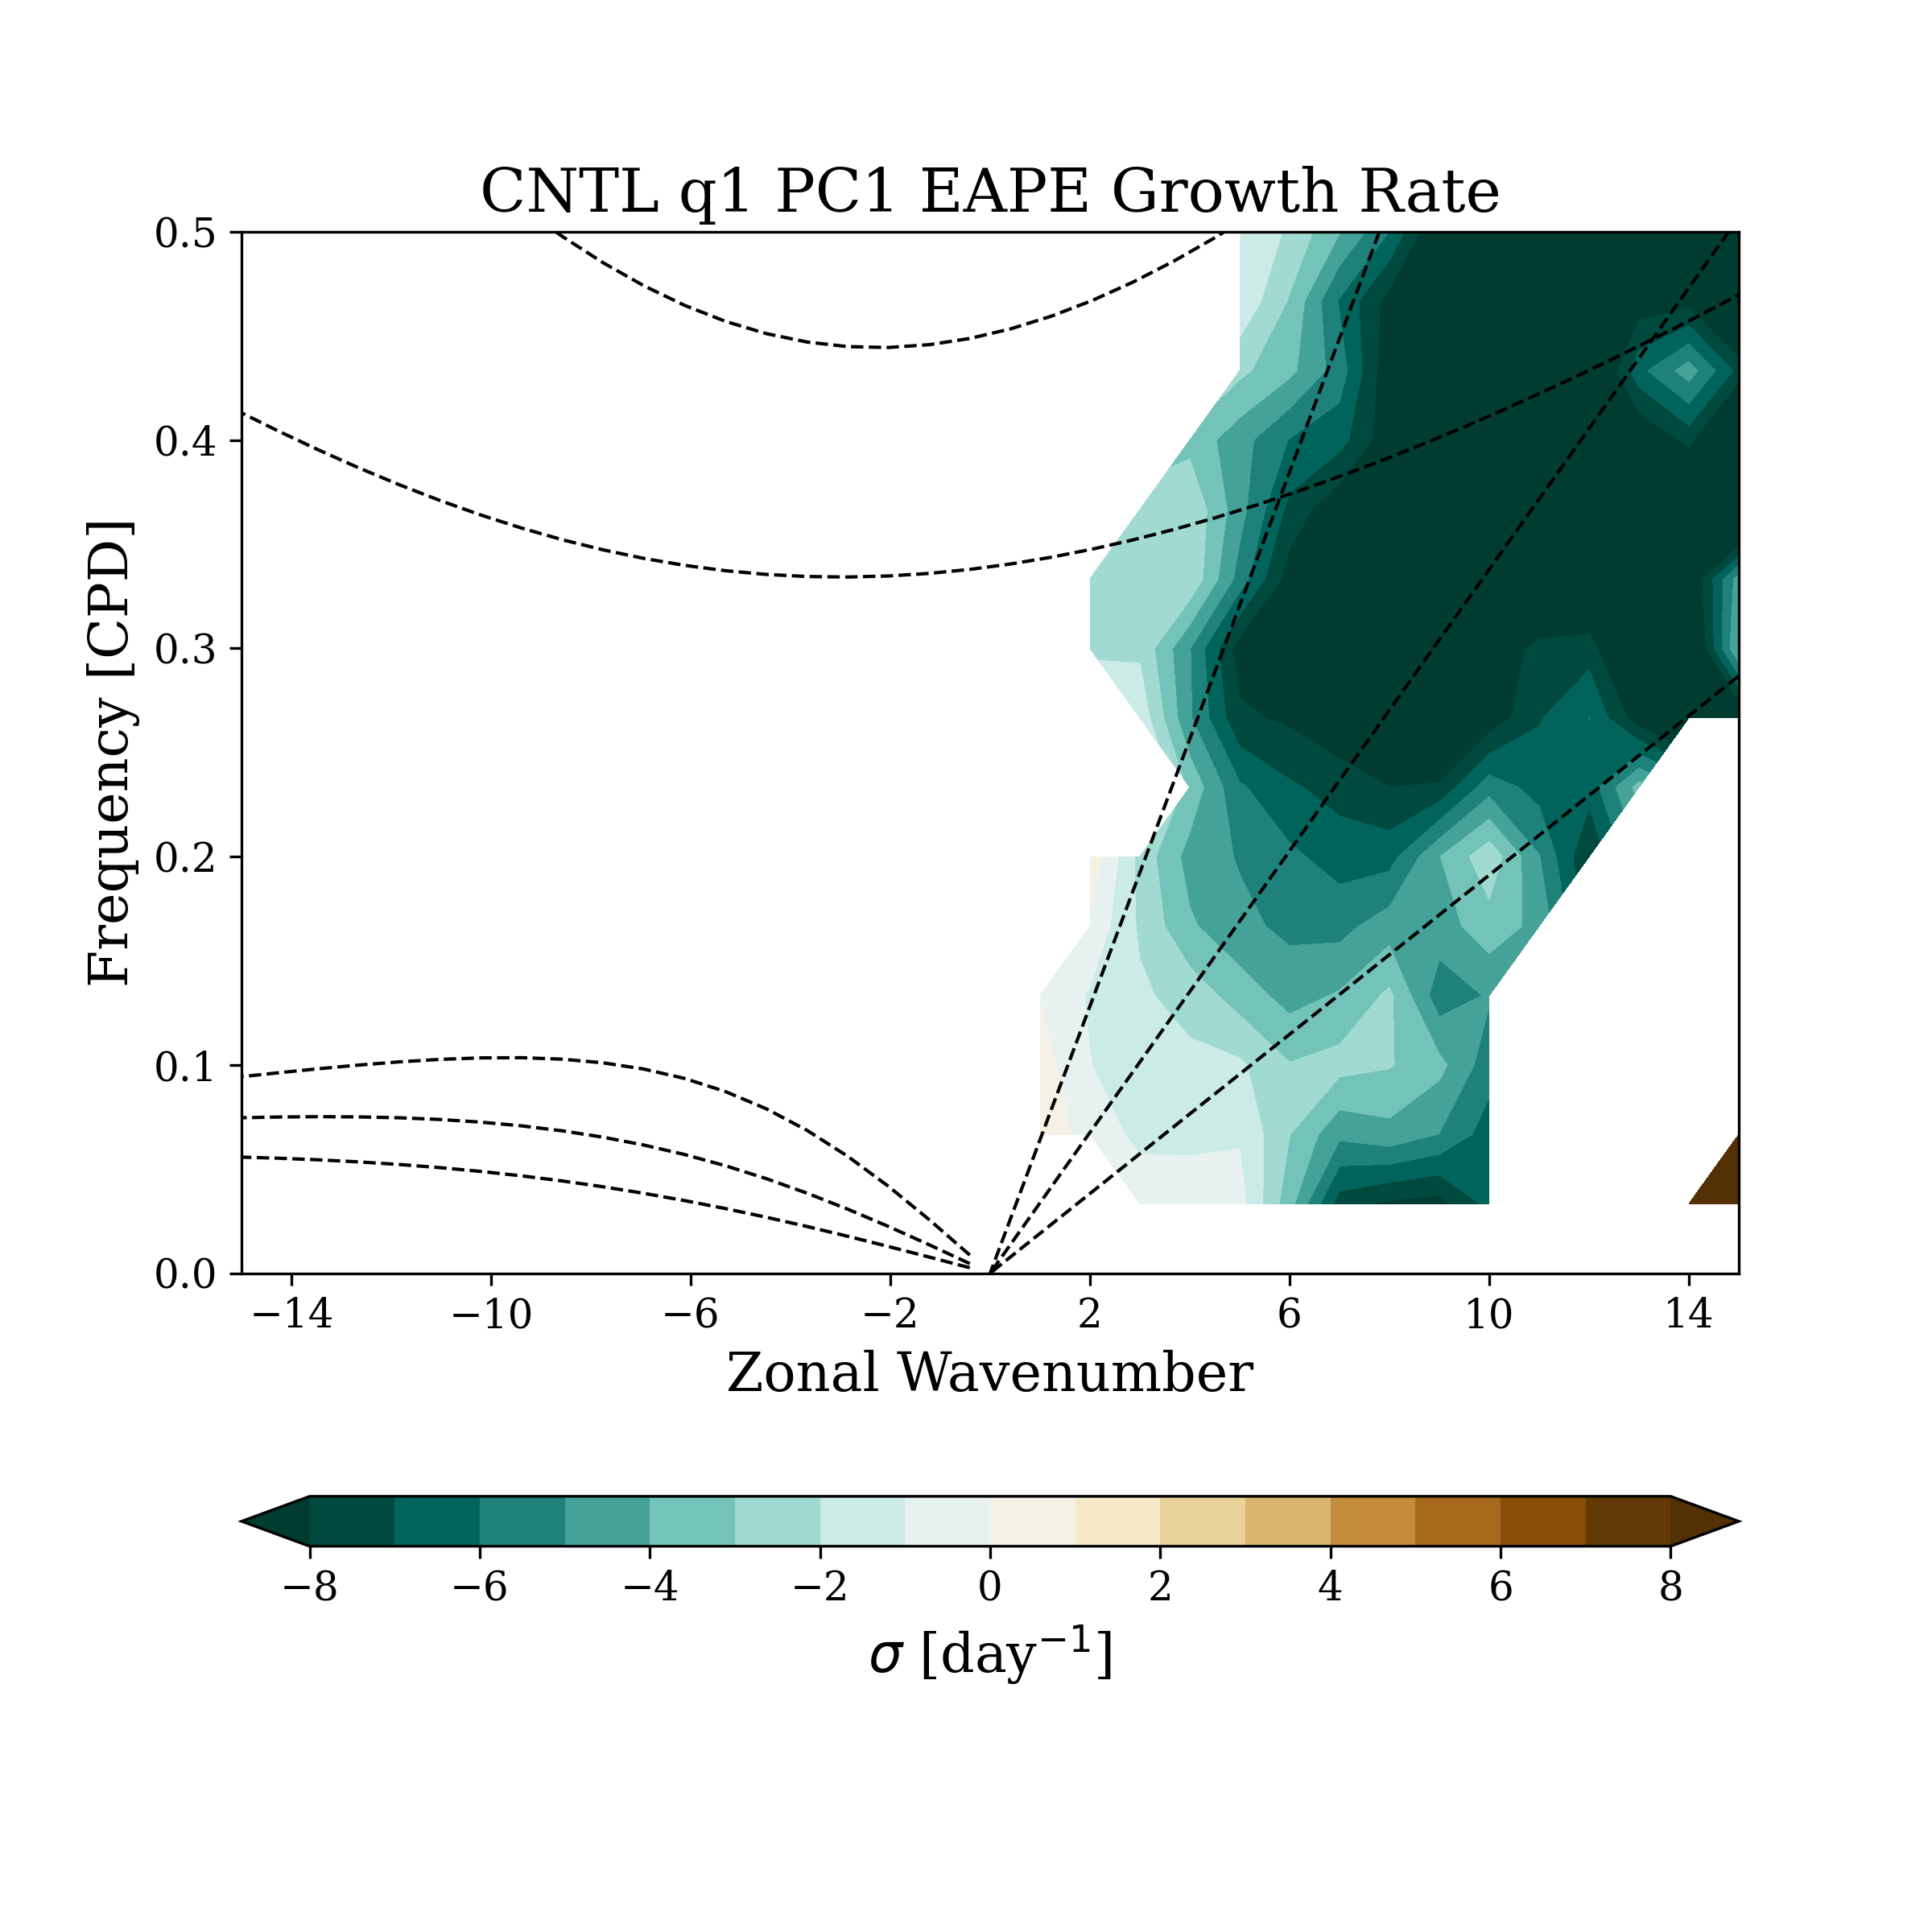 CNTL q1 PC1 EAPE Growth Rate
0.5
0.4
0.3
0.2
0.1
0.0
Frequency [CPD]
−14 −10 −6 −2 2 6 10 14
Zonal Wavenumber
−8 −6 −4 −2 0 2 4 6 8
σ [day⁻¹]